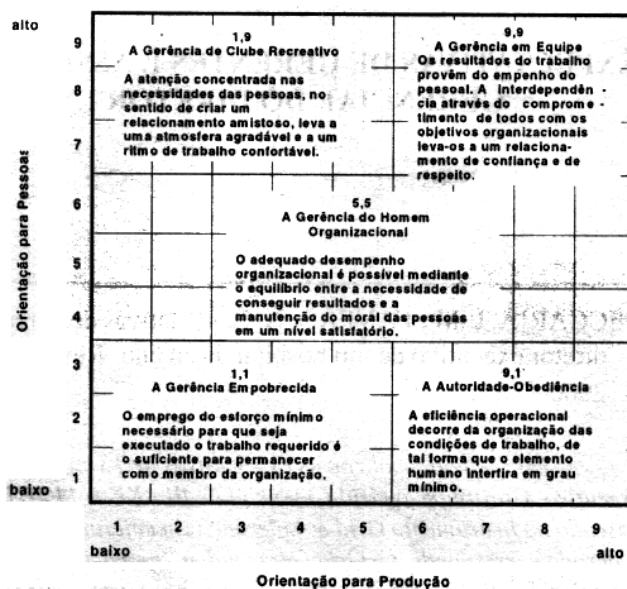 alto
9
8
7
6
5
4
3
2
1
baixo
Orientação para Pessoas
1,9
A Gerência de Clube Recreativo
A atenção concentrada nas
necessidades das pessoas, no
sentido de criar um
relacionamento amistoso, leva a
uma atmosfera agradável e a um
ritmo de trabalho confortável.
9,9
A Gerência em Equipe
Os resultados do trabalho
provêm do empenho do
pessoal. A interdependên -
cia através do comprome -
timento de todos com os
objetivos organizacionais
leva-os a um relaciona-
mento de confiança e de
respeito.
5,5
A Gerência do Homem
Organizacional
O adequado desempenho
organizacional é possível mediante
o equilíbrio entre a necessidade de
conseguir resultados e a
manutenção do moral das pessoas
em um nível satisfatório.
1,1
A Gerência Empobrecida
O emprego do esforço mínimo
necessário para que seja
executado o trabalho requerido é
o suficiente para permanecer
como membro da organização.
9,1
A Autoridade-Obediência
A eficiência operacional
decorre da organização das
condições de trabalho, de
tal forma que o elemento
humano interfira em grau
mínimo.
1 2 3 4 5 6 7 8 9
baixo alto
Orientação para Produção